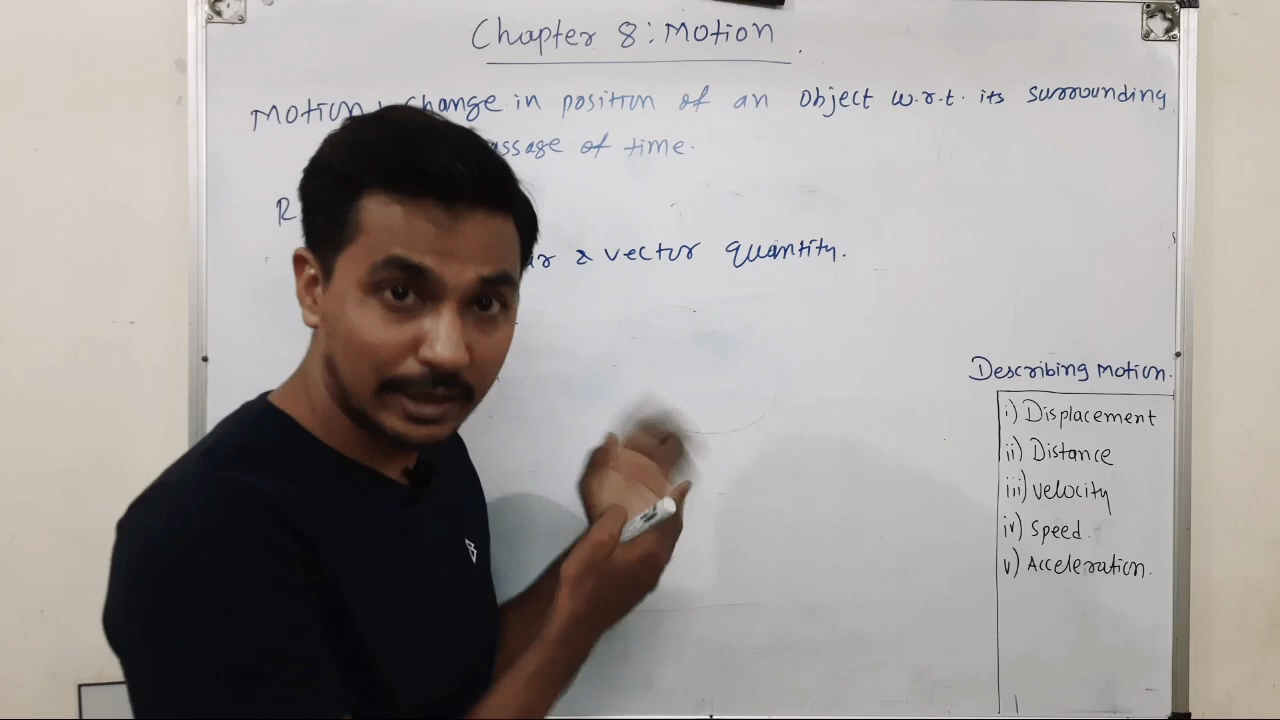 Chapter 8: Motion.
Motion change in position of an object w.r.t. its surrounding
of time.
R
a vector quantity.
Describing Motion.
i) Displacement
ii) Distance
iii) velocity
iv) Speed.
v) Acceleration.